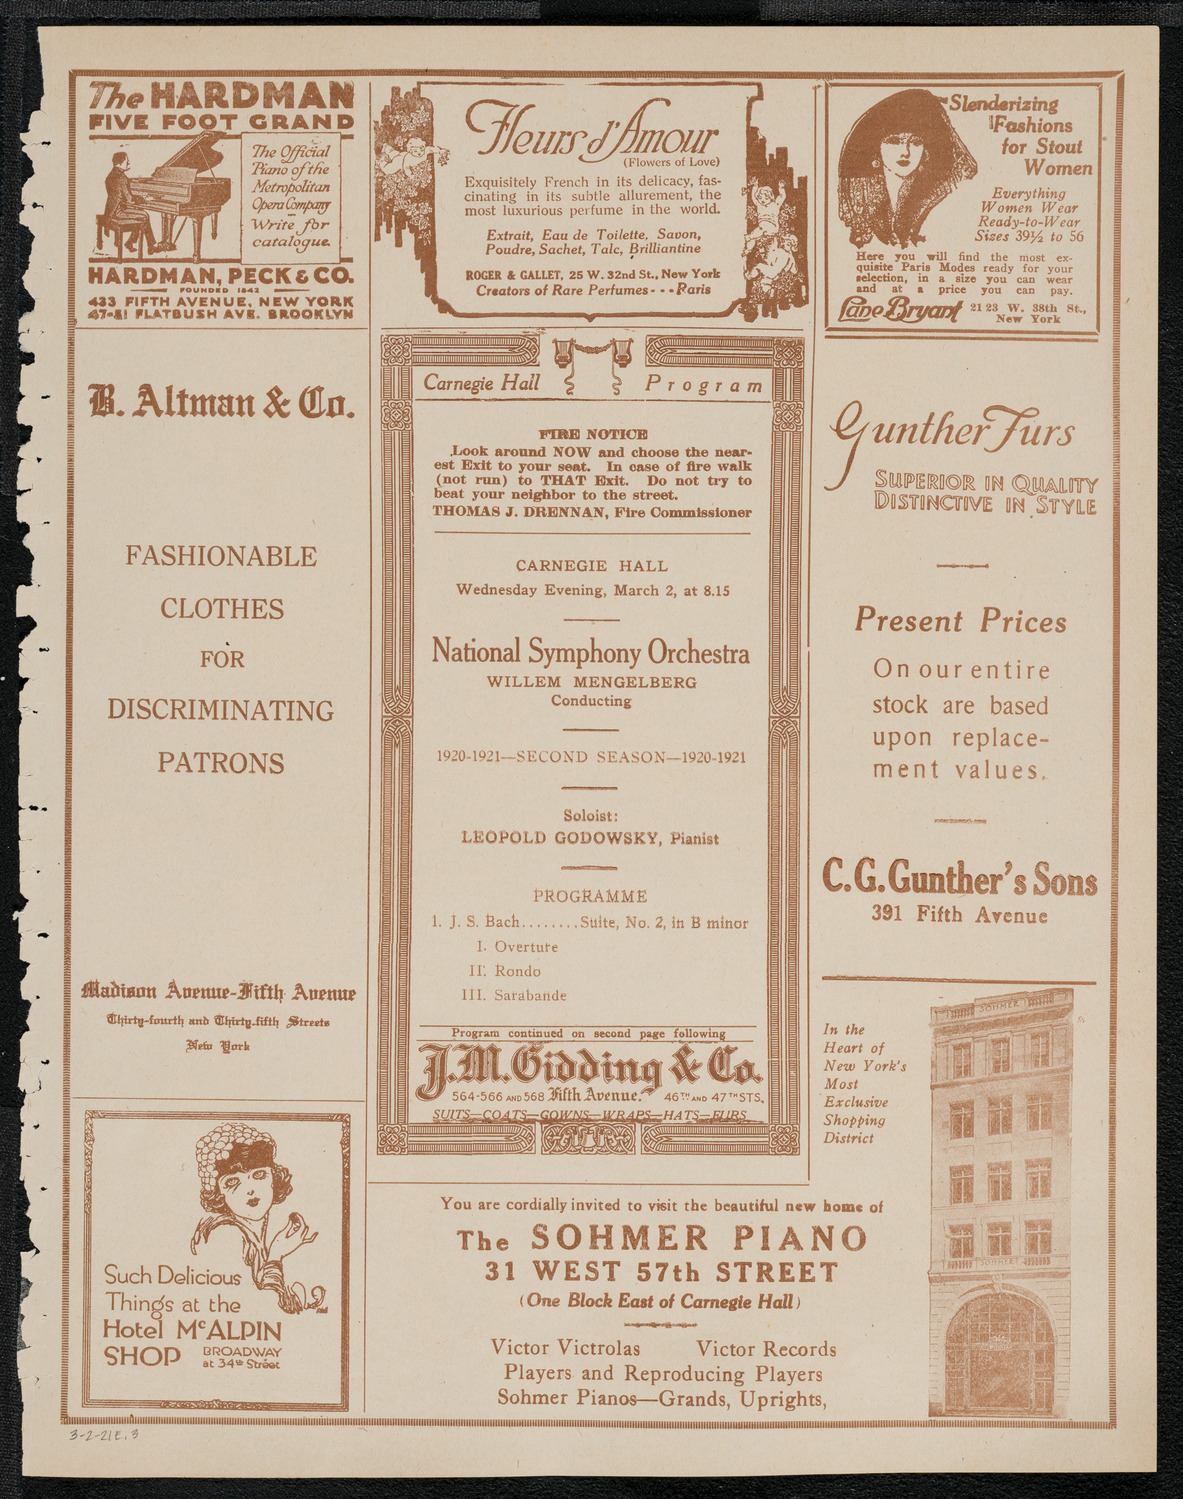 The HARDMAN
FIVE FOOT GRAND
The Official
Piano of the
Metropolitan
Opera Company
Write for
catalogue.
HARDMAN, PECK & CO.
FOUNDED 1842
433 FIFTH AVENUE, NEW YORK
47-51 FLATBUSH AVE. BROOKLYN
Fleurs d'Amour
(Flowers of Love)
Exquisitely French in its delicacy, fas-
cinating in its subtle allurement, the
most luxurious perfume in the world.
Extrait, Eau de Toilette, Savon,
Poudre, Sachet, Talc, Brilliantine
ROGER & GALLET, 25 W. 32nd St., New York
Creators of Rare Perfumes - - - Paris
Slenderizing
Fashions
for Stout
Women
Everything
Women Wear
Ready-to-Wear
Sizes 39½ to 56
Here you will find the most ex-
quisite Paris Modes ready for your
selection, in a size you can wear
and at a price you can pay.
Lane Bryant 21 23 W. 38th St.,
New York
B. Altman & Co.
FASHIONABLE
CLOTHES
FOR
DISCRIMINATING
PATRONS
Madison Avenue-Fifth Avenue
Thirty-fourth and Thirty-fifth Streets
New York
Such Delicious
Things at the
Hotel McALPIN
SHOP BROADWAY
at 34th Street
Carnegie Hall Program
FIRE NOTICE
Look around NOW and choose the near-
est Exit to your seat. In case of fire walk
(not run) to THAT Exit. Do not try to
beat your neighbor to the street.
THOMAS J. DRENNAN, Fire Commissioner
CARNEGIE HALL
Wednesday Evening, March 2, at 8.15
National Symphony Orchestra
WILLEM MENGELBERG
Conducting
1920-1921—SECOND SEASON—1920-1921
Soloist:
LEOPOLD GODOWSKY, Pianist
PROGRAMME
1. J. S. Bach........Suite, No. 2, in B minor
I. Overture
II. Rondo
III. Sarabande
Program continued on second page following
J.M. Gidding & Co.
564-566 AND 568 Fifth Avenue. 46TH AND 47TH STS.
SUITS—COATS—GOWNS—WRAPS—HATS—FURS
Gunther Furs
SUPERIOR IN QUALITY
DISTINCTIVE IN STYLE
Present Prices
On our entire
stock are based
upon replace-
ment values.
C. G. Gunther's Sons
391 Fifth Avenue
In the
Heart of
New York's
Most
Exclusive
Shopping
District
SOHMER
SOHMER
You are cordially invited to visit the beautiful new home of
The SOHMER PIANO
31 WEST 57th STREET
(One Block East of Carnegie Hall)
Victor Victrolas Victor Records
Players and Reproducing Players
Sohmer Pianos—Grands, Uprights,
3-2-21E, 3